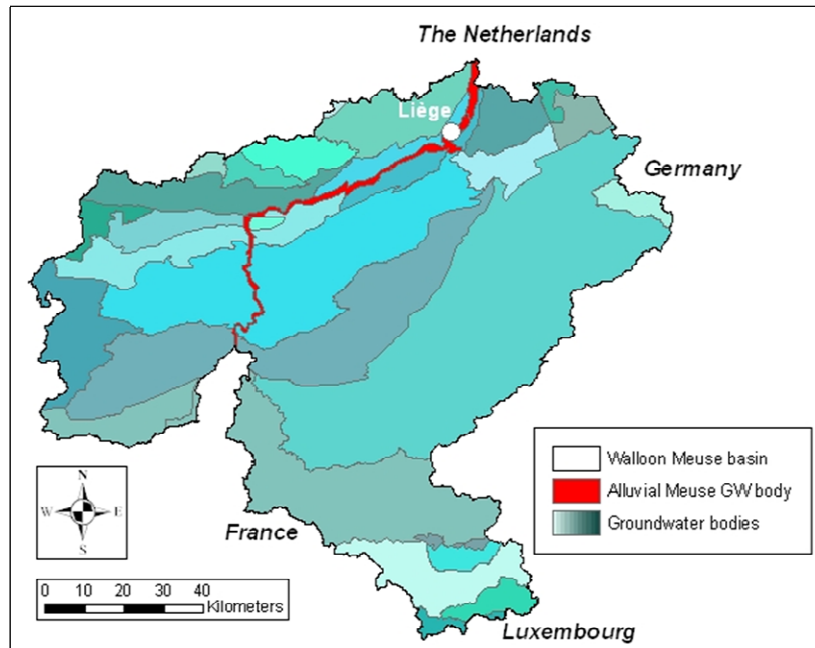 The Netherlands
Liège
Germany
Walloon Meuse basin
Alluvial Meuse GW body
Groundwater bodies
N
W E
S
France
0 10 20 30 40
Kilometers
Luxembourg